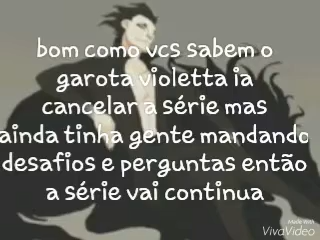 bom como vcs sabem o
garota violetta ia
cancelar a série mas
ainda tinha gente mandando
desafios e perguntas então
a série vai continua
Made With
VivaVideo